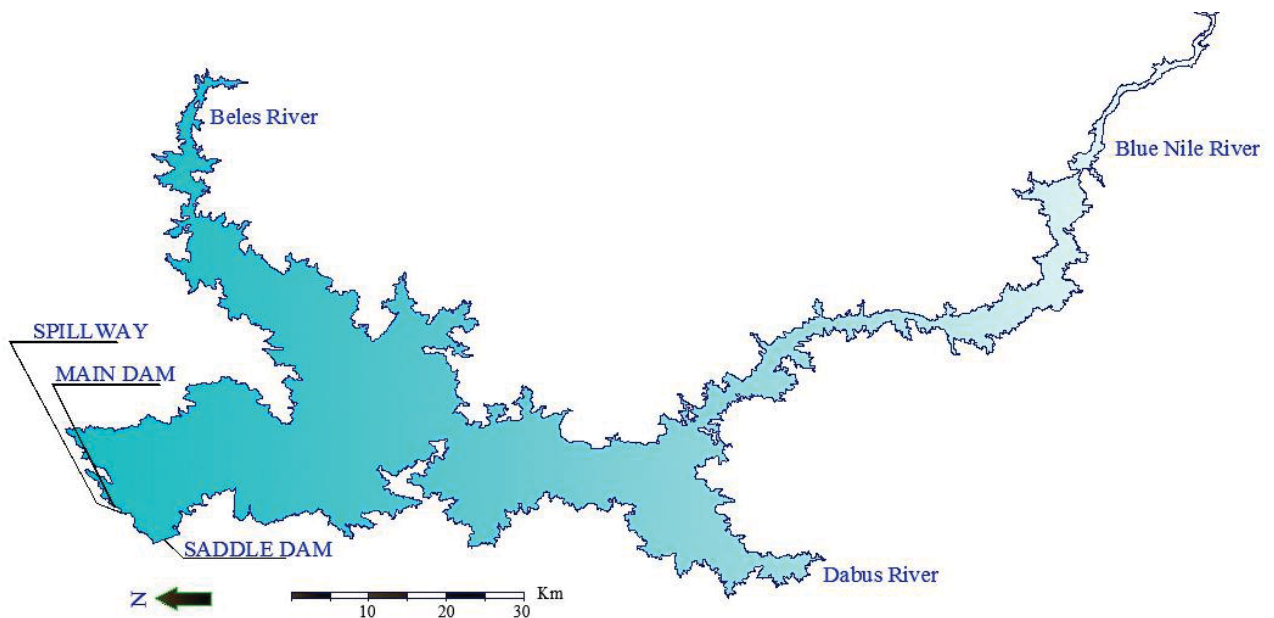 Beles River
Blue Nile River
SPILLWAY
MAIN DAM
SADDLE DAM
Dabus River
N
Km
10 20 30